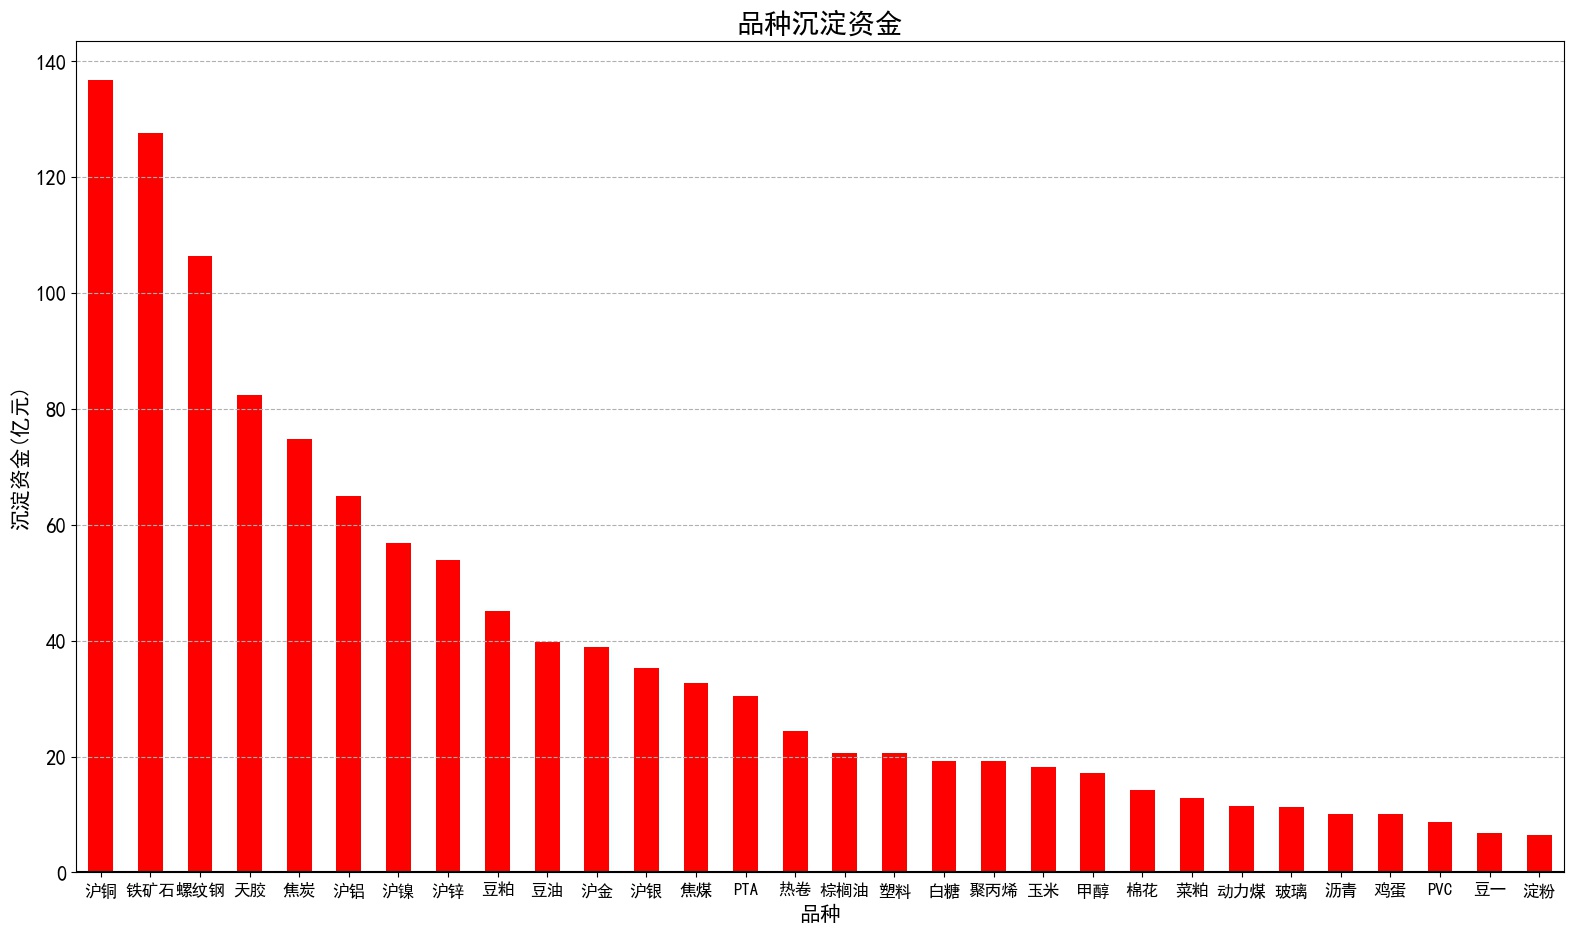 品种沉淀资金
沉淀资金(亿元)
140
120
100
80
60
40
20
0
沪铜 铁矿石 螺纹钢 天胶 焦炭 沪铝 沪镍 沪锌 豆粕 豆油 沪金 沪银 焦煤 PTA 热卷 棕榈油 塑料 白糖 聚丙烯 玉米 甲醇 棉花 菜粕 动力煤 玻璃 沥青 鸡蛋 PVC 豆一 淀粉
品种